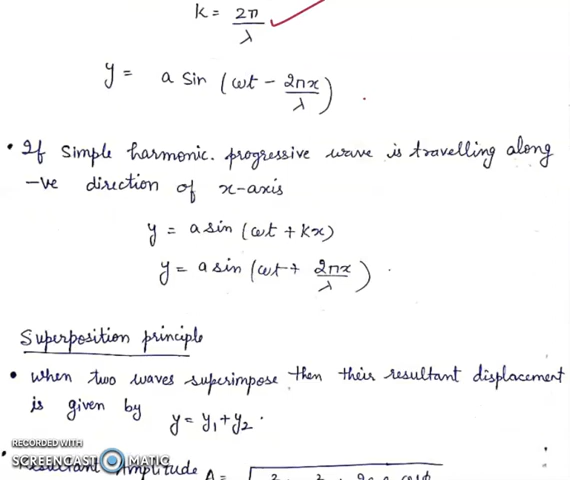 k = 2π/λ
y = a sin (ωt − 2πx/λ) .
• If simple harmonic. progressive wave is travelling along
-ve direction of x-axis
y = a sin (ωt + kx)
y = a sin (ωt + 2πx/λ) .
Superposition principle
• when two waves superimpose then their resultant displacement
is given by y = y₁ + y₂ .
RECORDED WITH
SCREENCAST MATIC
Amplitude A =